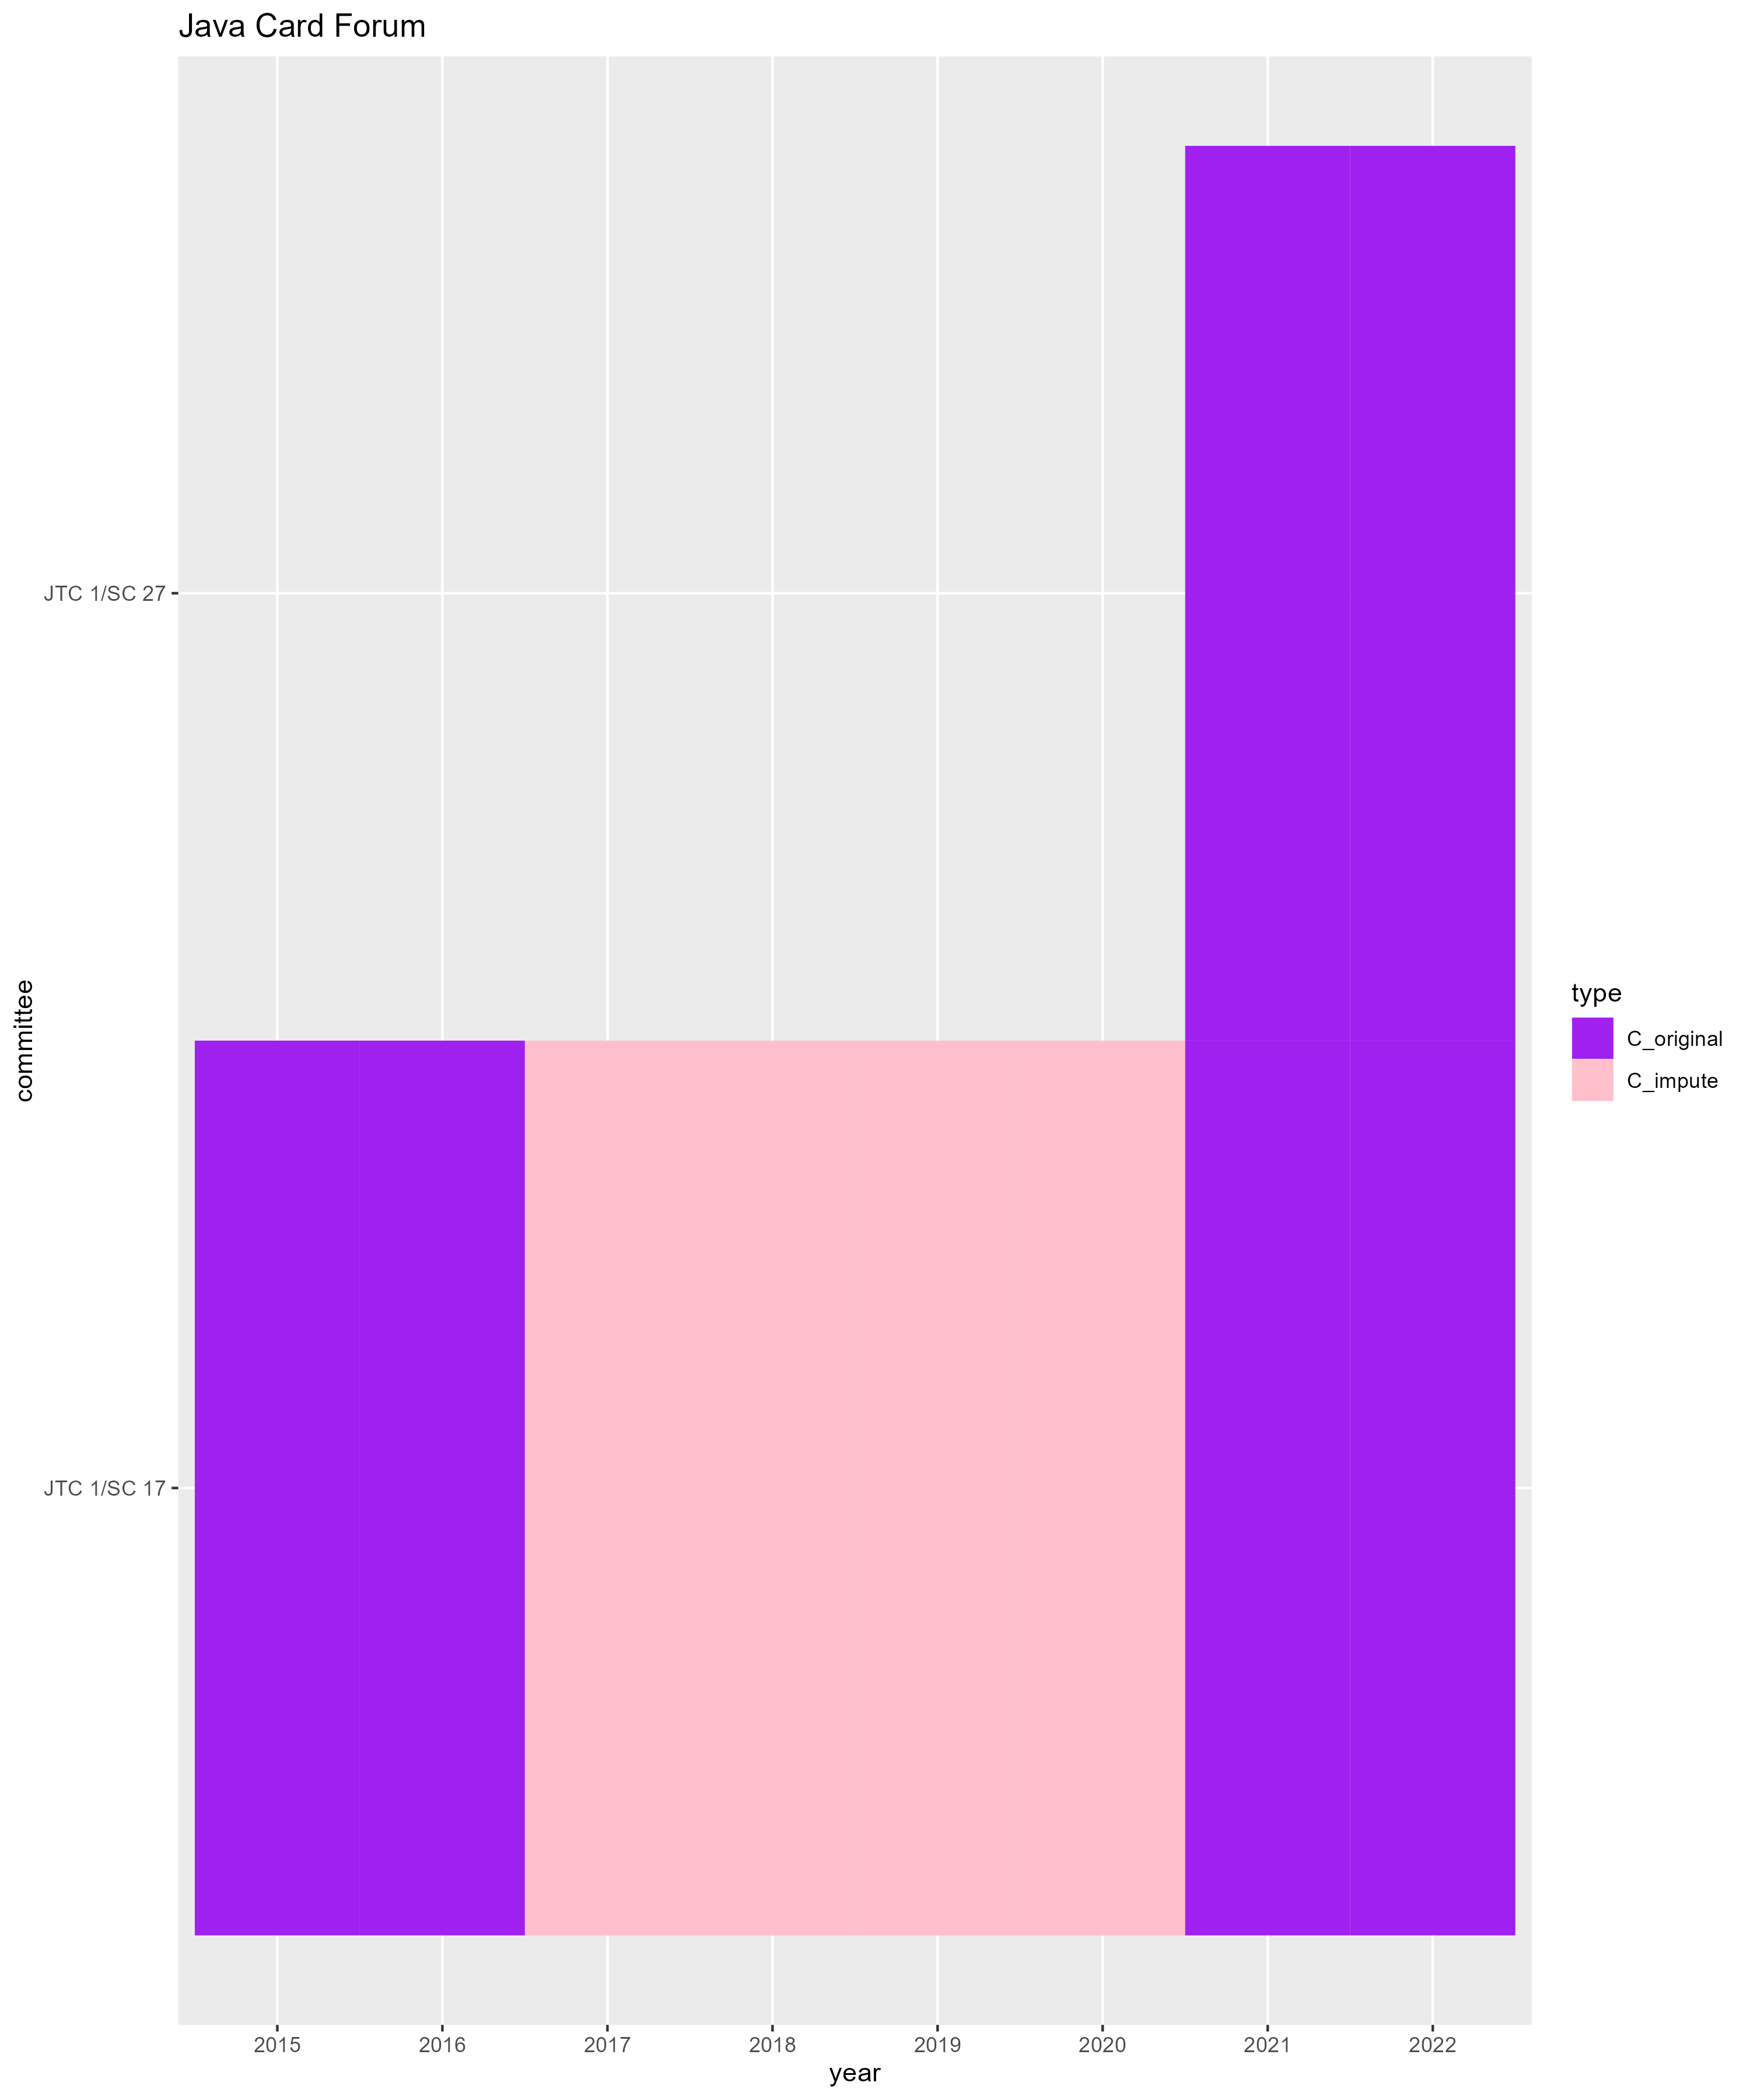 Java Card Forum
committee
JTC 1/SC 27
JTC 1/SC 17
2015 2016 2017 2018 2019 2020 2021 2022
year
type
C_original
C_impute